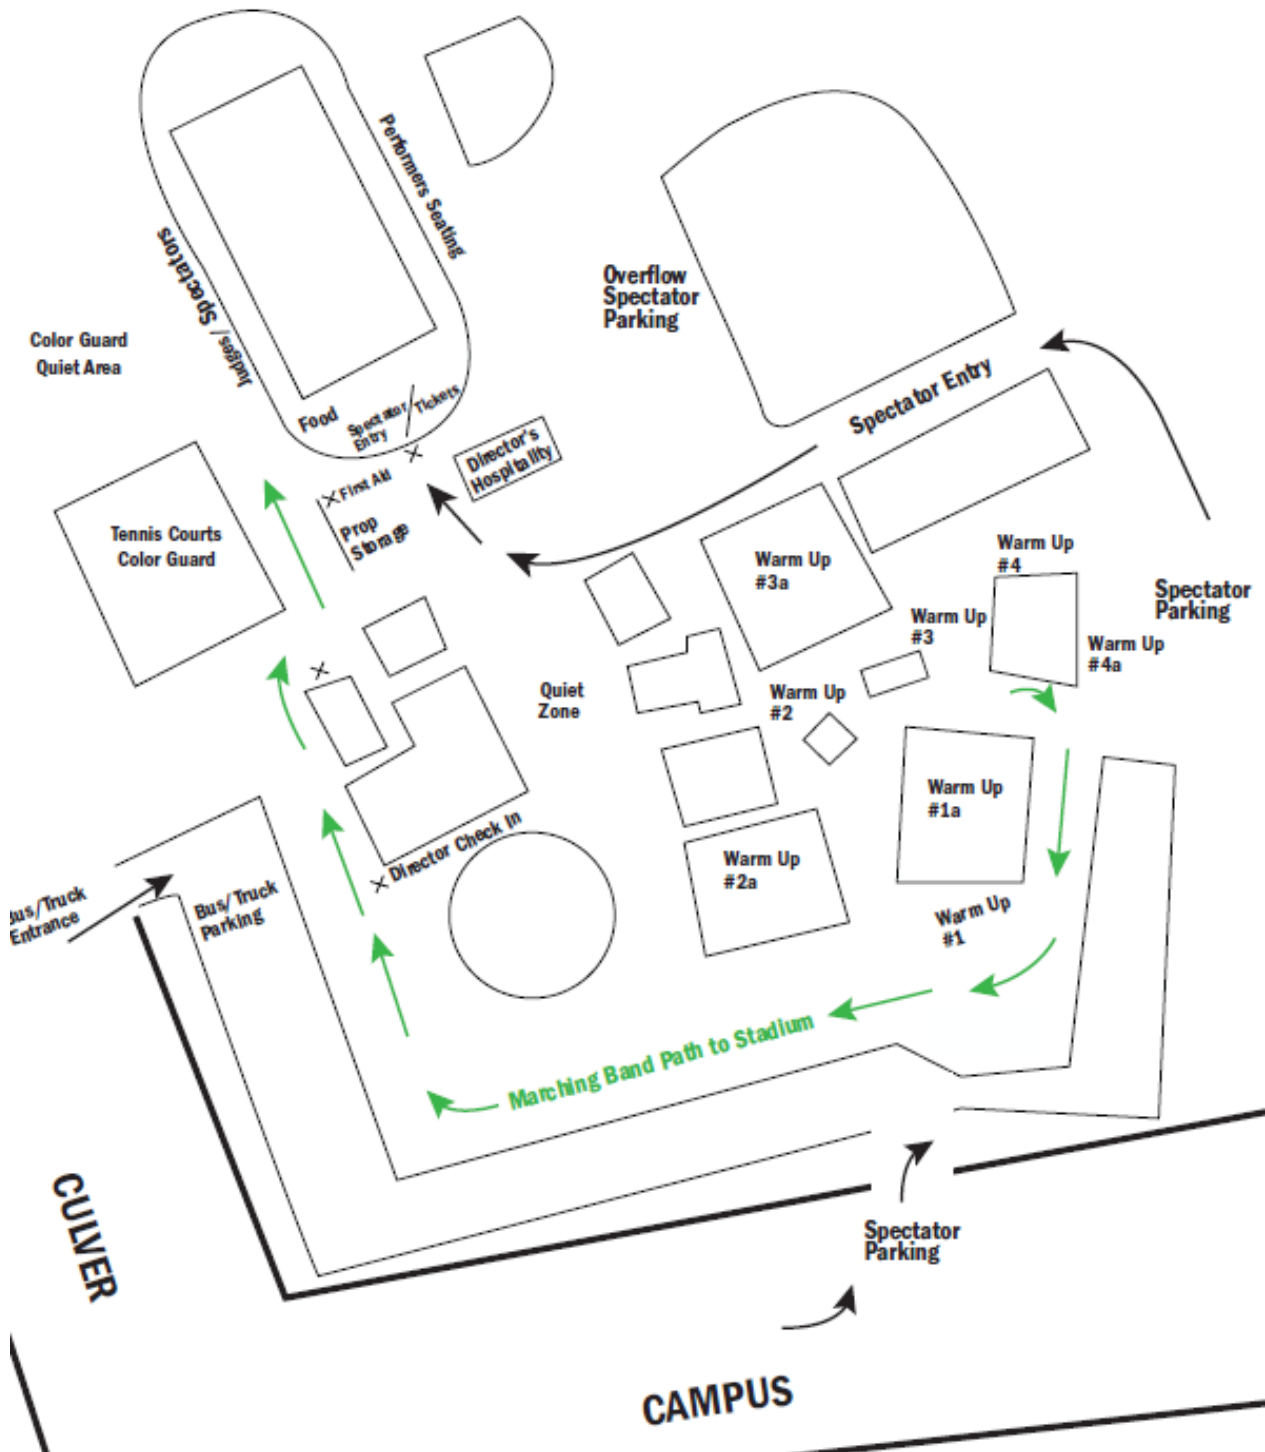 Performers Seating
Judges/ Spectators
Overflow
Spectator
Parking
Color Guard
Quiet Area
Spectator Entry
Food
Spectator
Entry
Tickets
Director's
Hospitality
First Aid
Prop
Storage
Tennis Courts
Color Guard
Warm Up
#3a
Warm Up
#4
Spectator
Parking
Warm Up
#3
Warm Up
#4a
Quiet
Zone
Warm Up
#2
Warm Up
#1a
Director Check In
Warm Up
#2a
Bus/Truck
Parking
/Truck
Entrance
Warm Up
#1
Marching Band Path to Stadium
CULVER
Spectator
Parking
CAMPUS